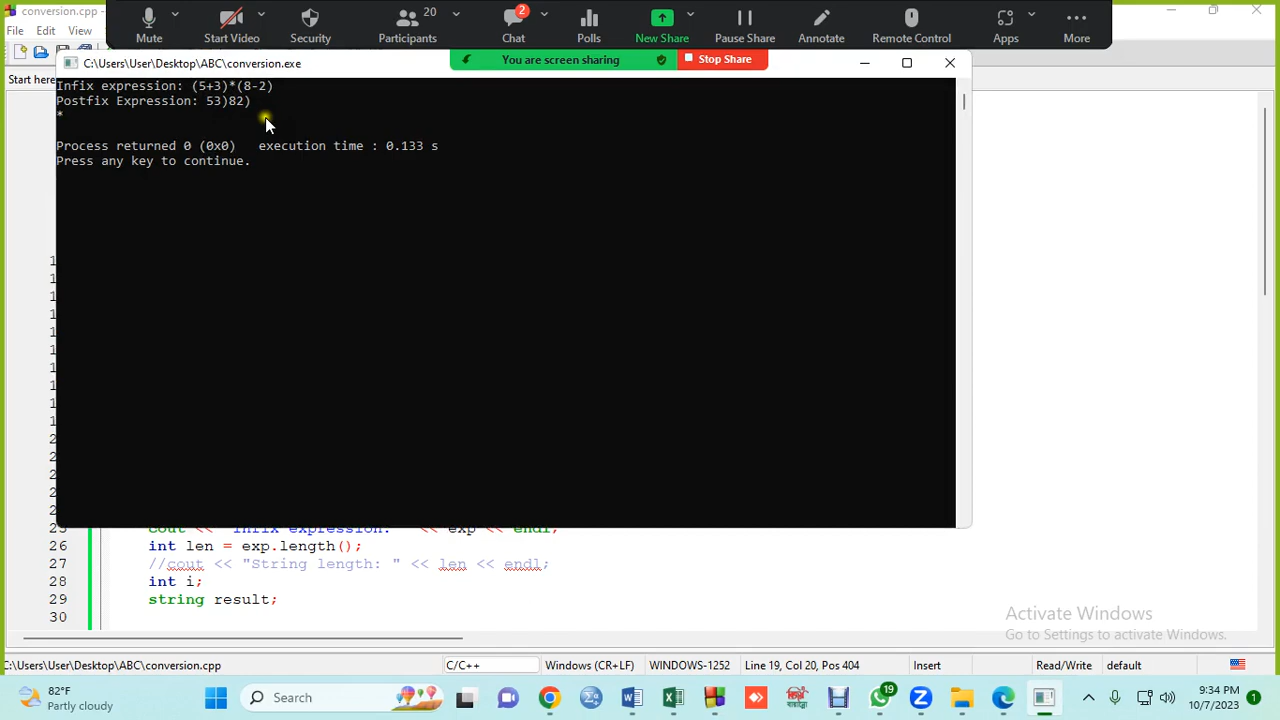 conversion.cpp -
File Edit View
Start here
Mute
Start Video
Security
20
Participants
2
Chat
Polls
New Share
Pause Share
Annotate
Remote Control
Apps
More
You are screen sharing
Stop Share
C:\Users\User\Desktop\ABC\conversion.exe
Infix expression: (5+3)*(8-2)
Postfix Expression: 53)82)
*
Process returned 0 (0x0)   execution time : 0.133 s
Press any key to continue.
26 int len = exp.length();
27 //cout << "String length: " << len << endl;
28 int i;
29 string result;
30
Activate Windows
Go to Settings to activate Windows.
C:\Users\User\Desktop\ABC\conversion.cpp
C/C++
Windows (CR+LF)
WINDOWS-1252
Line 19, Col 20, Pos 404
Insert
Read/Write
default
82°F
Partly cloudy
Search
19
9:34 PM
10/7/2023
1